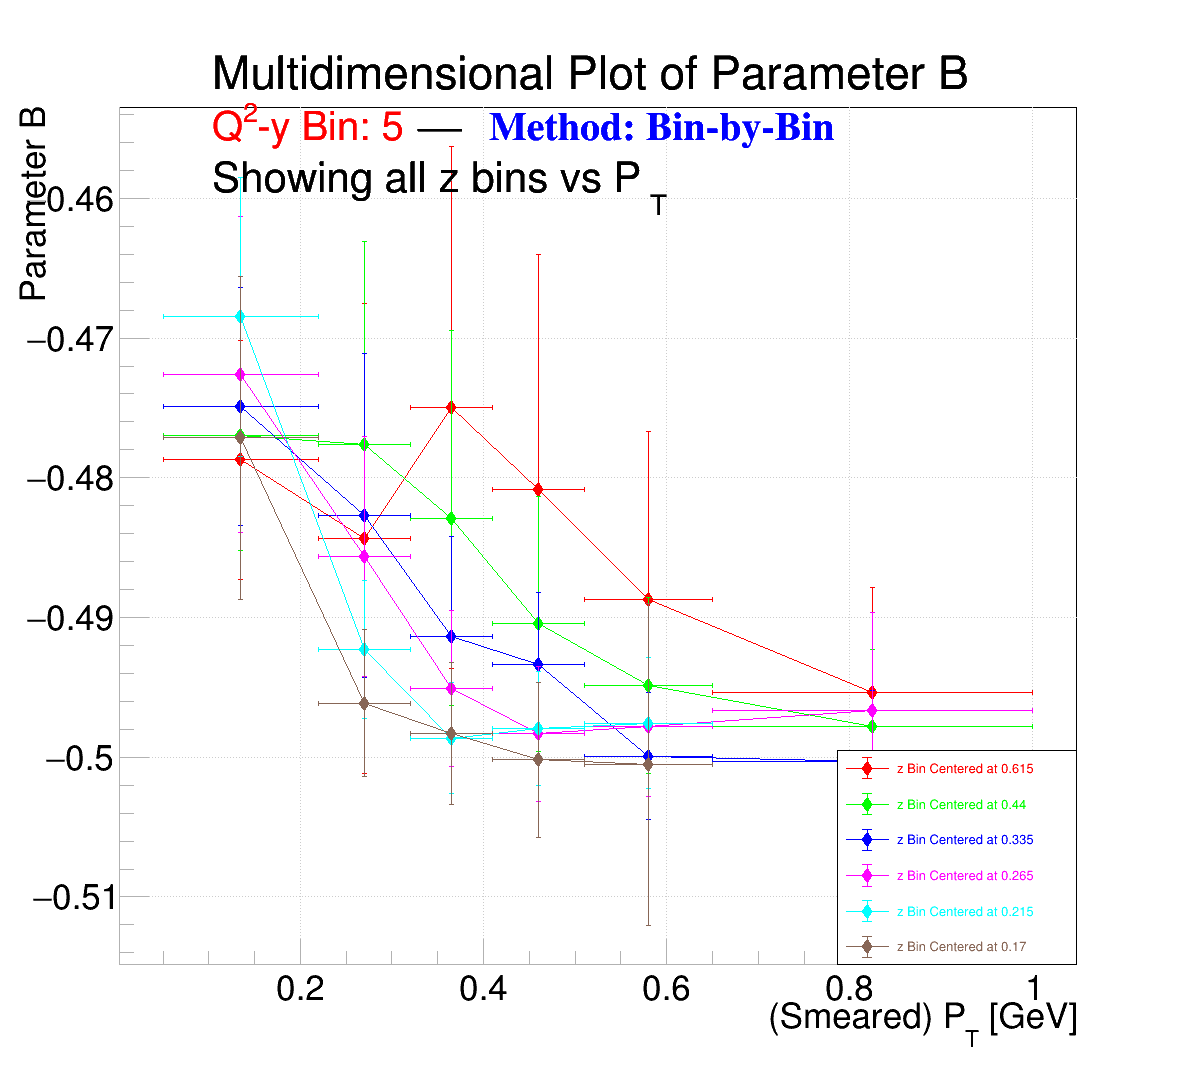 Multidimensional Plot of Parameter B
Q²-y Bin: 5 — Method: Bin-by-Bin
Showing all z bins vs P_T
Parameter B
0.46
−0.47
−0.48
−0.49
−0.5
−0.51
z Bin Centered at 0.615
z Bin Centered at 0.44
z Bin Centered at 0.335
z Bin Centered at 0.265
z Bin Centered at 0.215
z Bin Centered at 0.17
0.2 0.4 0.6 0.8 1
(Smeared) P_T [GeV]